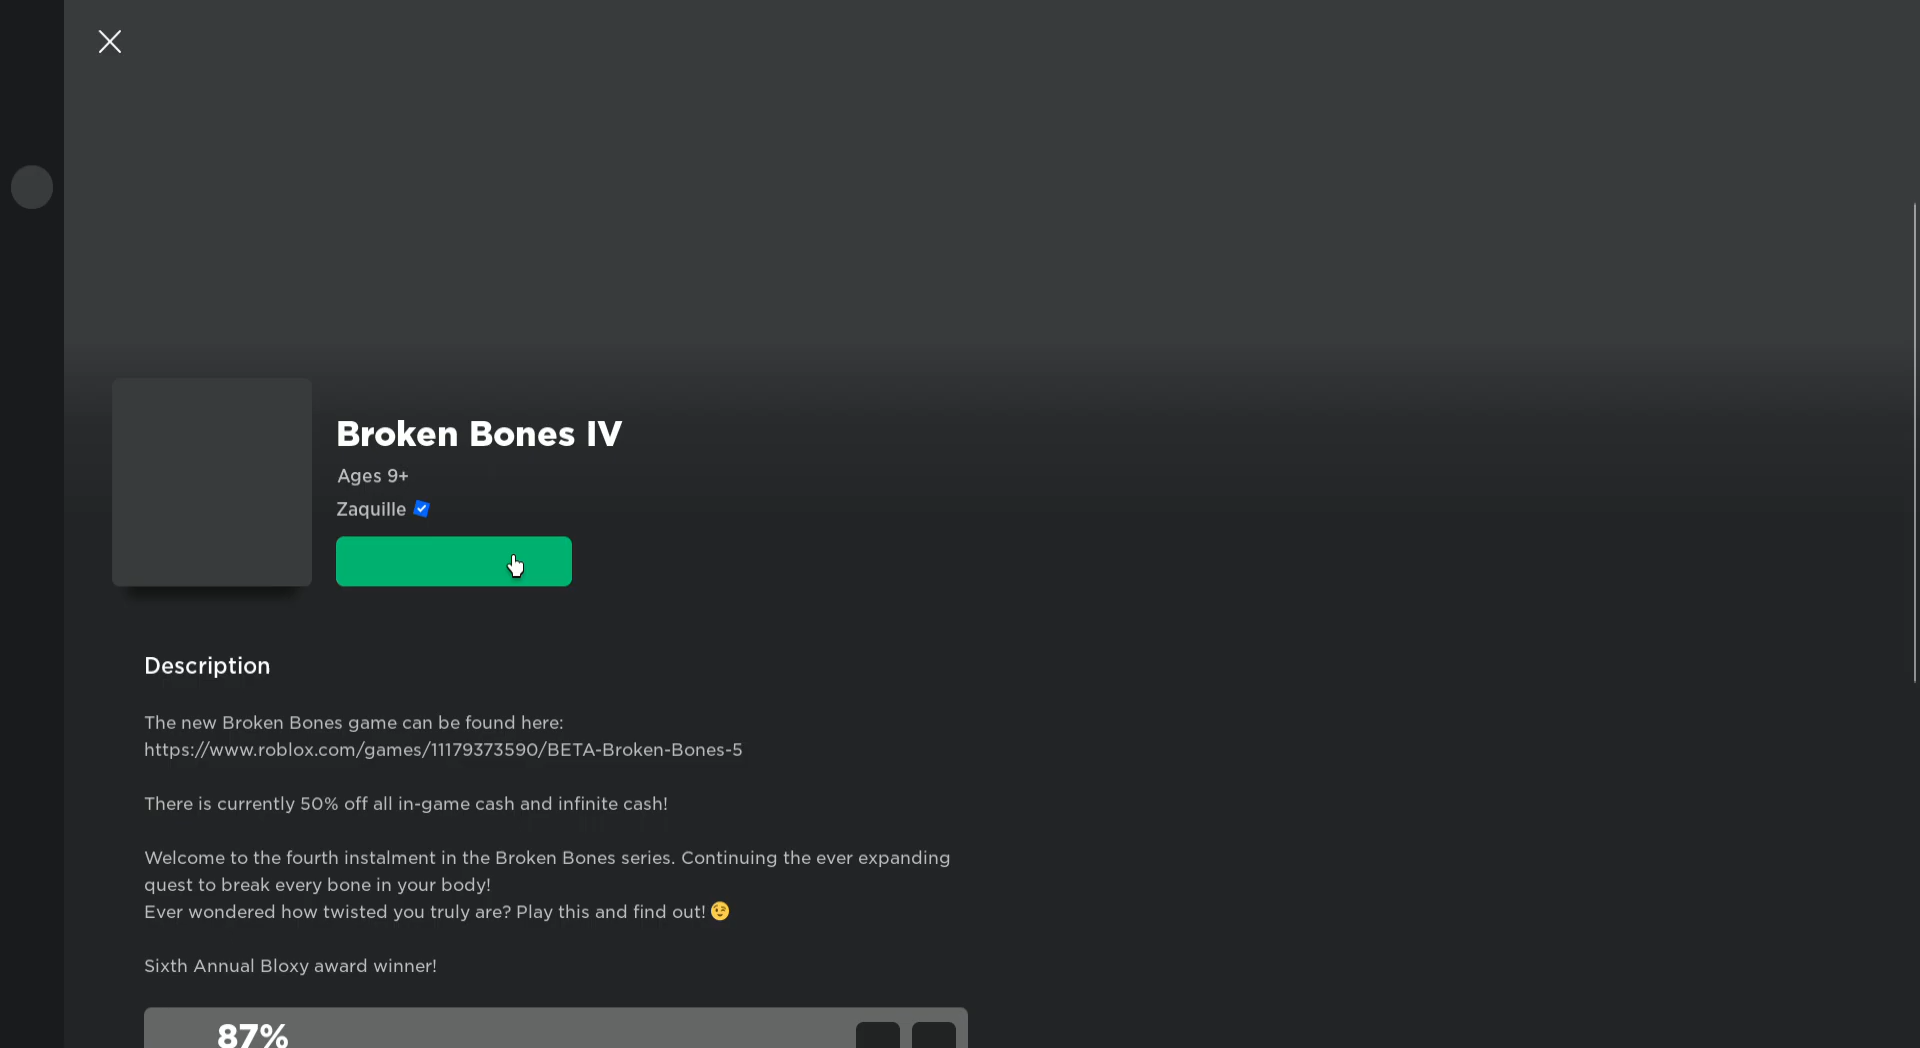 Broken Bones IV
Ages 9+
Zaquille
Description
The new Broken Bones game can be found here:
https://www.roblox.com/games/11179373590/BETA-Broken-Bones-5
There is currently 50% off all in-game cash and infinite cash!
Welcome to the fourth instalment in the Broken Bones series. Continuing the ever expanding
quest to break every bone in your body!
Ever wondered how twisted you truly are? Play this and find out! 😉
Sixth Annual Bloxy award winner!
87%